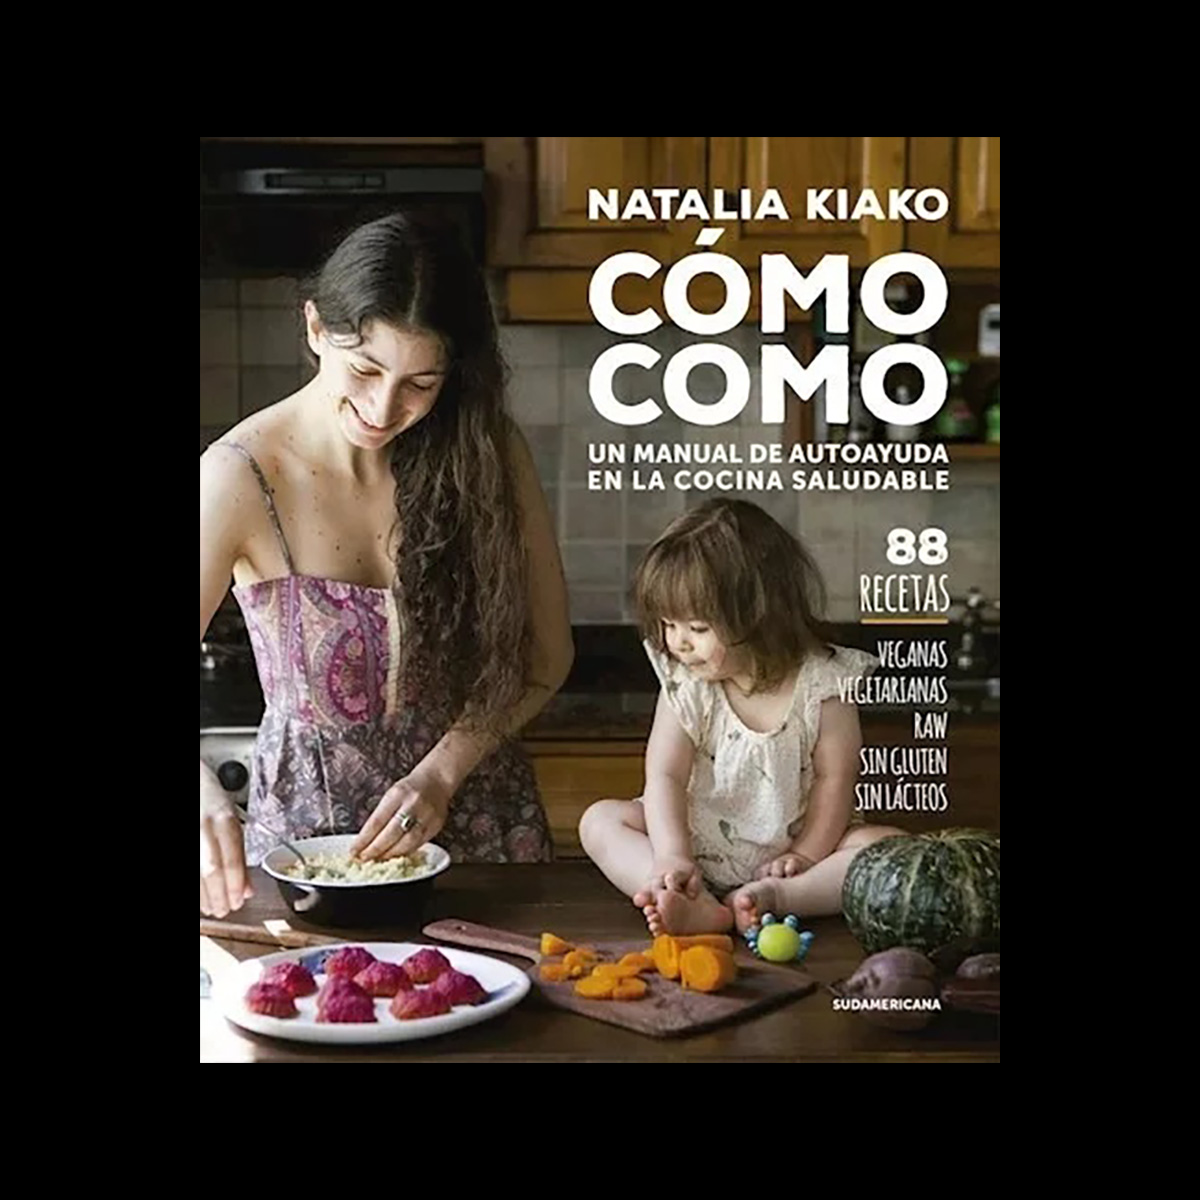 NATALIA KIAKO
CÓMO
COMO
UN MANUAL DE AUTOAYUDA
EN LA COCINA SALUDABLE
88
RECETAS
VEGANAS
VEGETARIANAS
RAW
SIN GLUTEN
SIN LÁCTEOS
SUDAMERICANA